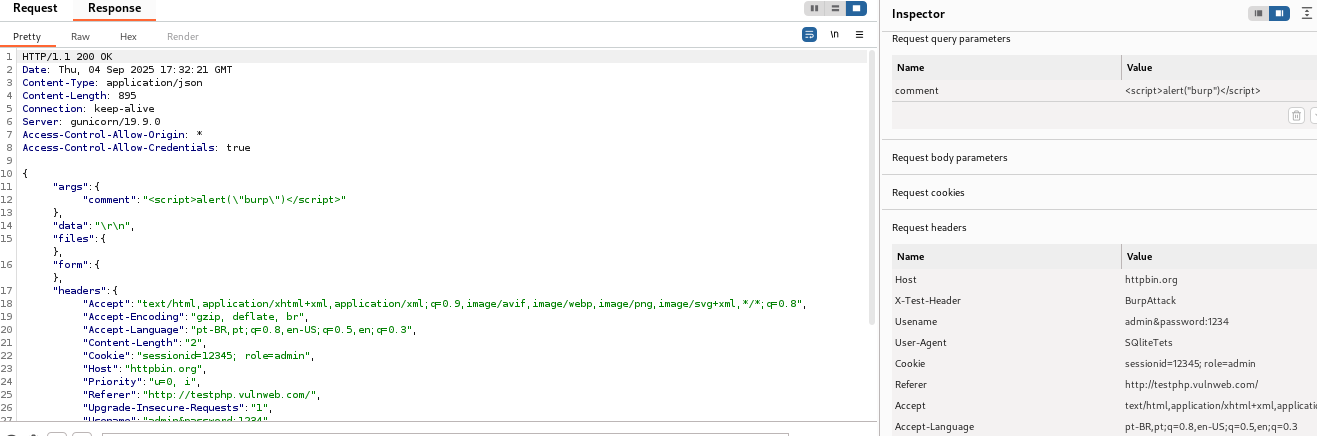 Request Response
Pretty Raw Hex Render \n
1 HTTP/1.1 200 OK
2 Date: Thu, 04 Sep 2025 17:32:21 GMT
3 Content-Type: application/json
4 Content-Length: 895
5 Connection: keep-alive
6 Server: gunicorn/19.9.0
7 Access-Control-Allow-Origin: *
8 Access-Control-Allow-Credentials: true
9
10 {
11 "args":{
12 "comment":"<script>alert(\"burp\")</script>"
13 },
14 "data":"\r\n",
15 "files":{
},
16 "form":{
},
17 "headers":{
18 "Accept":"text/html,application/xhtml+xml,application/xml;q=0.9,image/avif,image/webp,image/png,image/svg+xml,*/*;q=0.8",
19 "Accept-Encoding":"gzip, deflate, br",
20 "Accept-Language":"pt-BR,pt;q=0.8,en-US;q=0.5,en;q=0.3",
21 "Content-Length":"2",
22 "Cookie":"sessionid=12345; role=admin",
23 "Host":"httpbin.org",
24 "Priority":"u=0, i",
25 "Referer":"http://testphp.vulnweb.com/",
26 "Upgrade-Insecure-Requests":"1",
27 "Usename":"admin&password:1234"
Inspector
Request query parameters
Name Value
comment <script>alert("burp")</script>
Request body parameters
Request cookies
Request headers
Name Value
Host httpbin.org
X-Test-Header BurpAttack
Usename admin&password:1234
User-Agent SQliteTets
Cookie sessionid=12345; role=admin
Referer http://testphp.vulnweb.com/
Accept text/html,application/xhtml+xml,applicati
Accept-Language pt-BR,pt;q=0.8,en-US;q=0.5,en;q=0.3